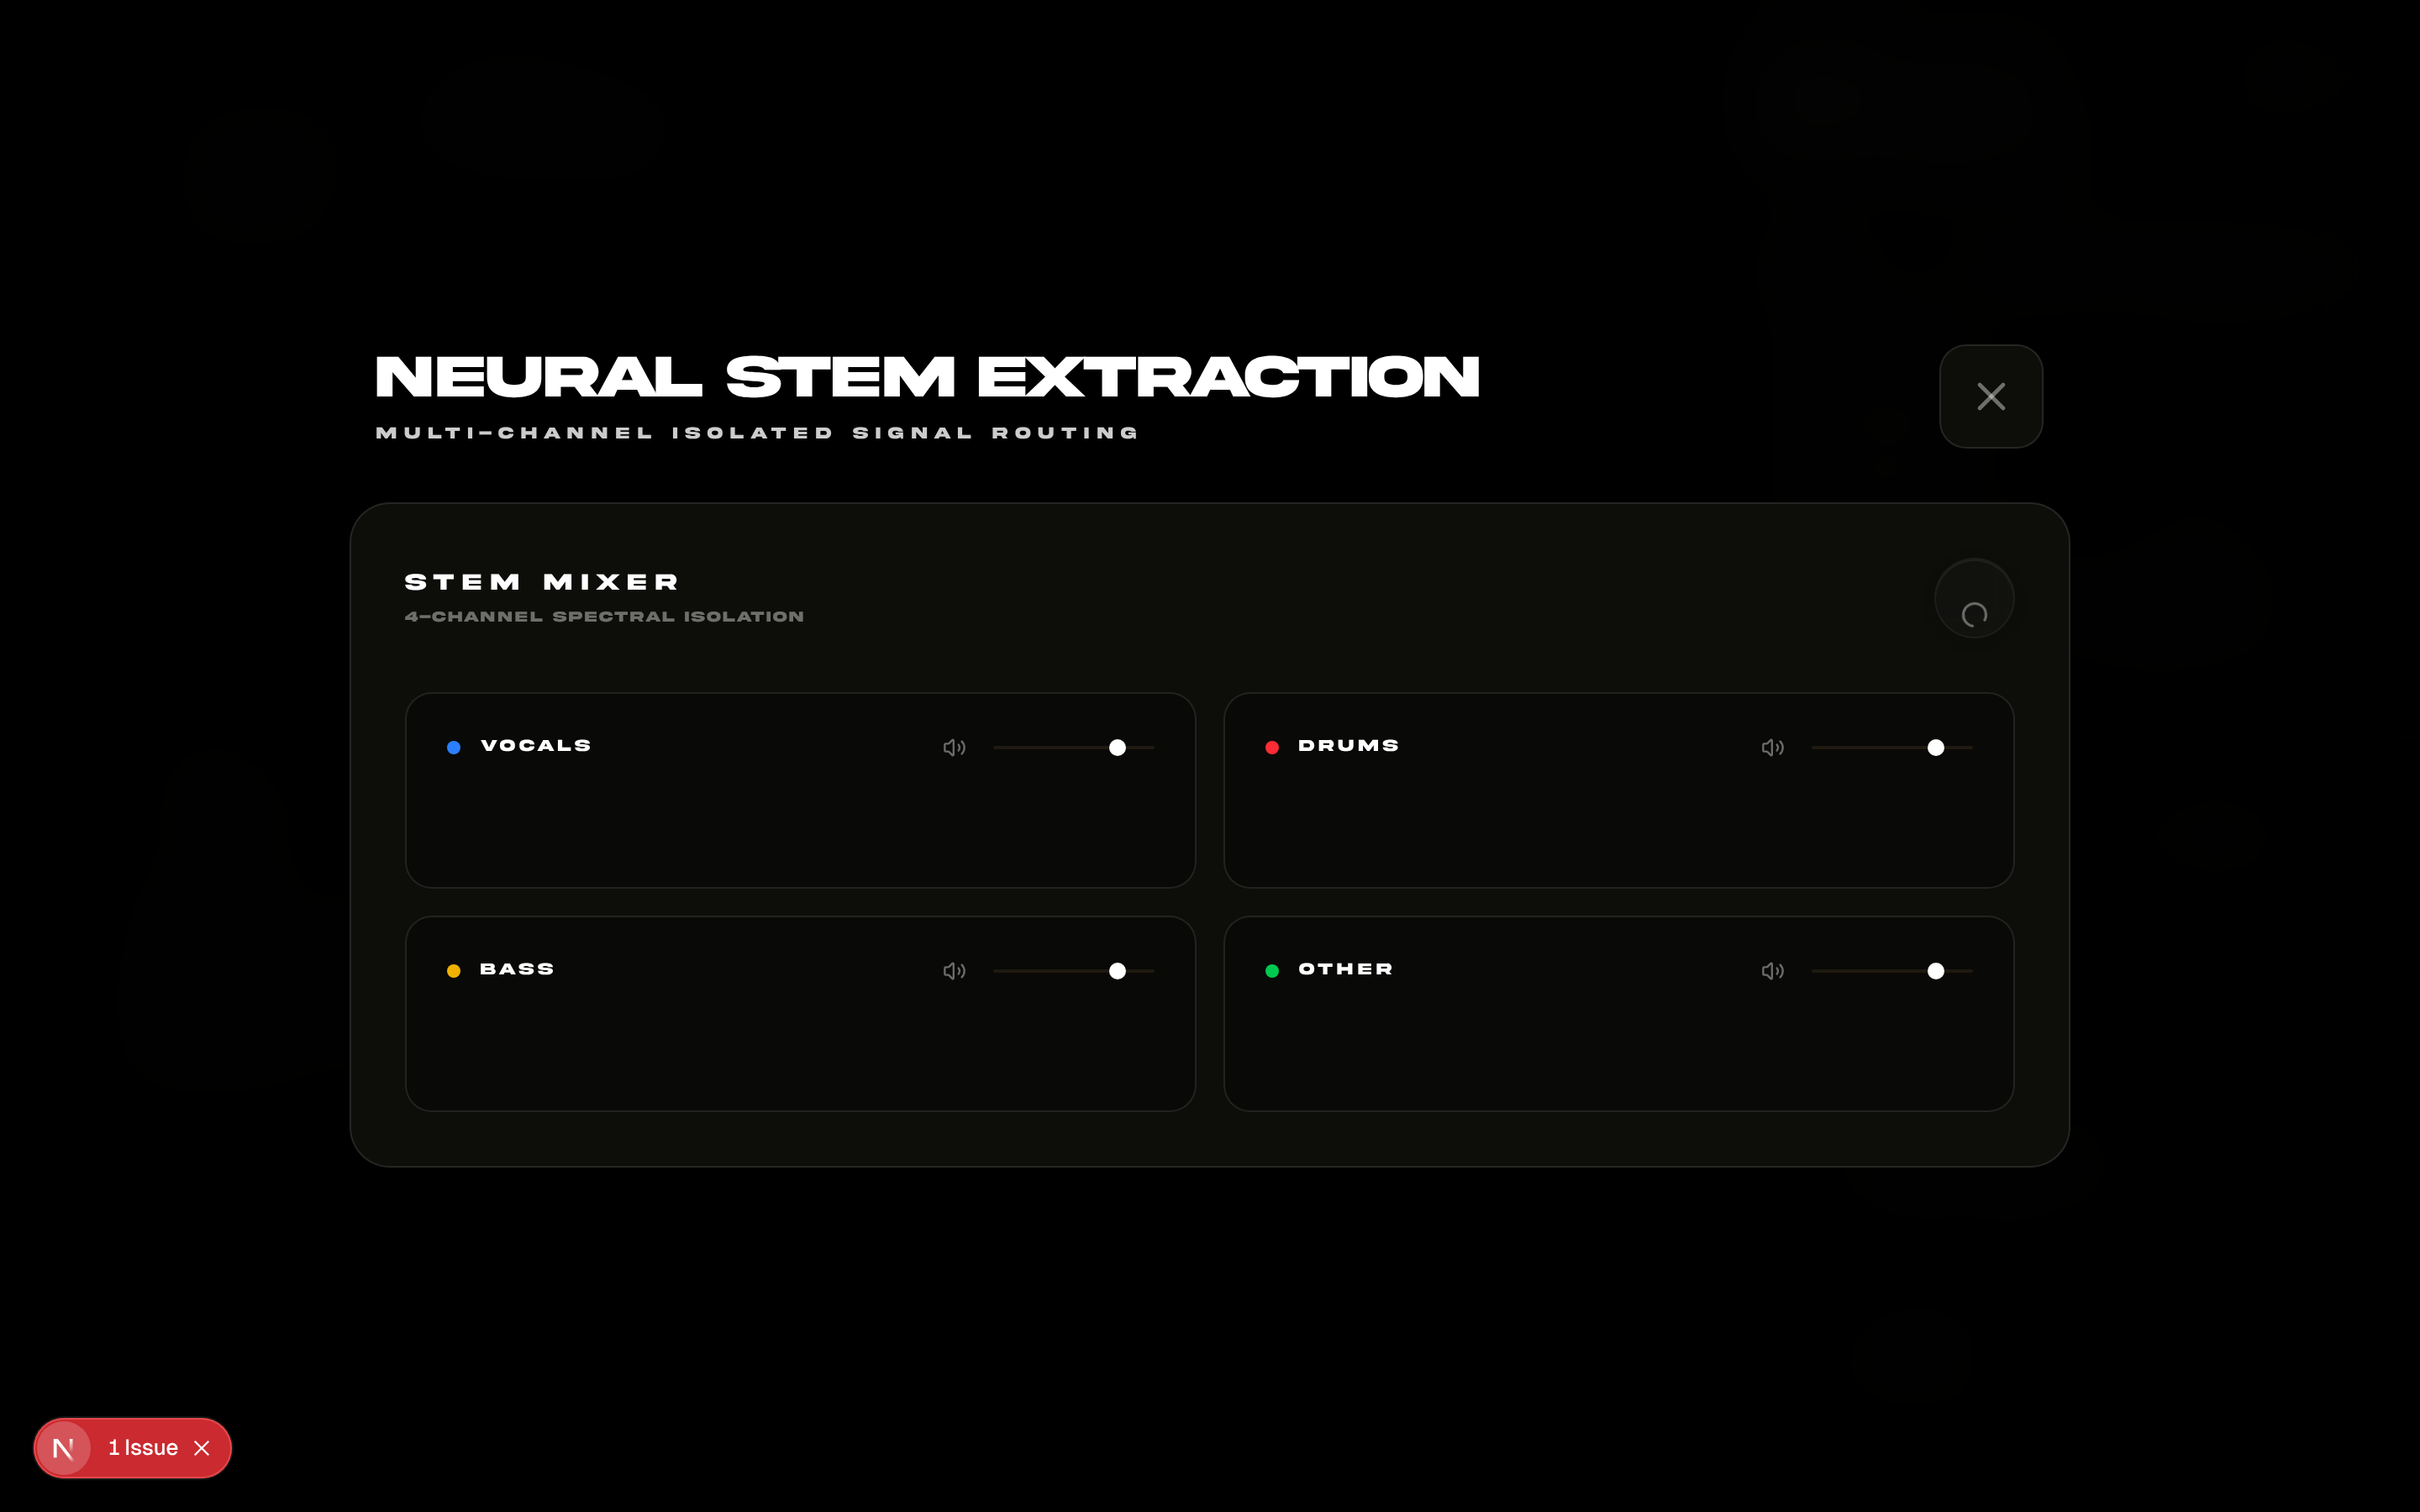 NEURAL STEM EXTRACTION
MULTI-CHANNEL ISOLATED SIGNAL ROUTING
STEM MIXER
4-CHANNEL SPECTRAL ISOLATION
VOCALS
DRUMS
BASS
OTHER
N 1 Issue